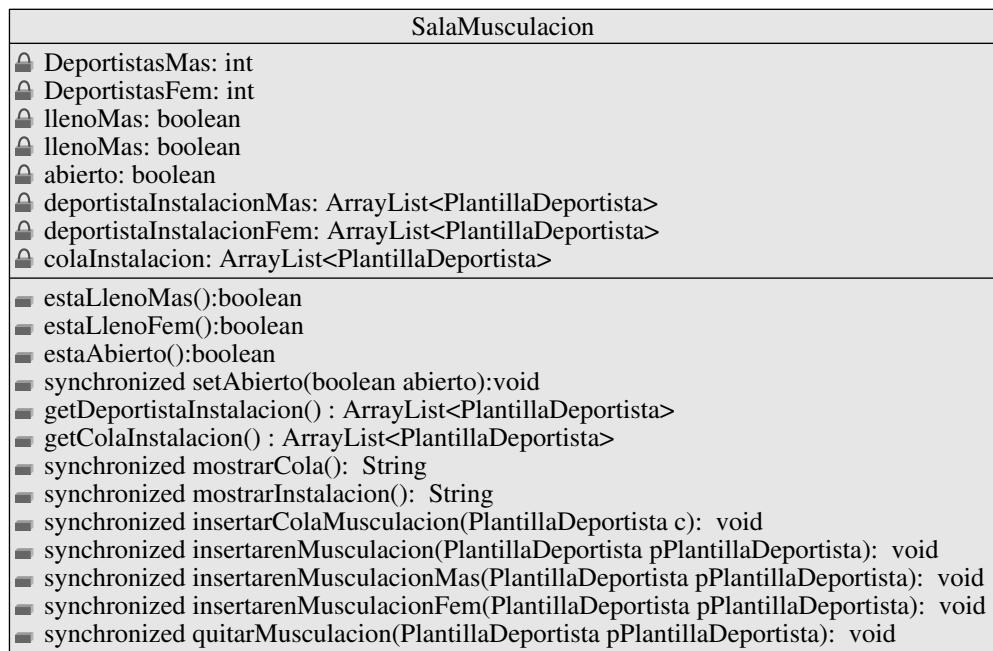 SalaMusculacion
DeportistasMas: int
DeportistasFem: int
llenoMas: boolean
llenoMas: boolean
abierto: boolean
deportistaInstalacionMas: ArrayList<PlantillaDeportista>
deportistaInstalacionFem: ArrayList<PlantillaDeportista>
colaInstalacion: ArrayList<PlantillaDeportista>
estaLlenoMas():boolean
estaLlenoFem():boolean
estaAbierto():boolean
synchronized setAbierto(boolean abierto):void
getDeportistaInstalacion() : ArrayList<PlantillaDeportista>
getColaInstalacion() : ArrayList<PlantillaDeportista>
synchronized mostrarCola(): String
synchronized mostrarInstalacion(): String
synchronized insertarColaMusculacion(PlantillaDeportista c): void
synchronized insertarenMusculacion(PlantillaDeportista pPlantillaDeportista): void
synchronized insertarenMusculacionMas(PlantillaDeportista pPlantillaDeportista): void
synchronized insertarenMusculacionFem(PlantillaDeportista pPlantillaDeportista): void
synchronized quitarMusculacion(PlantillaDeportista pPlantillaDeportista): void